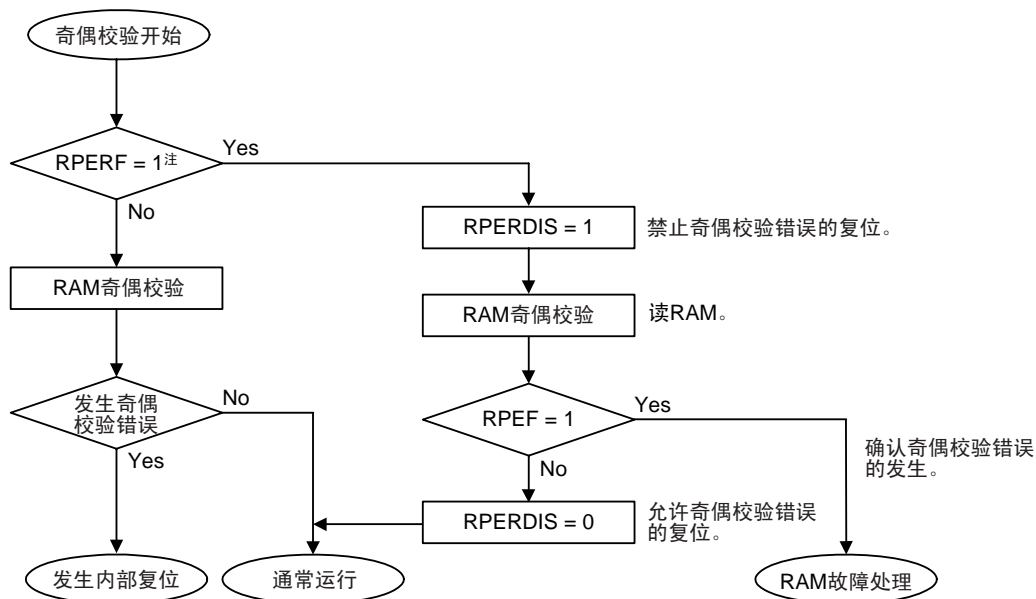 奇偶校验开始
RPERF = 1注
Yes
No
RPERDIS = 1
禁止奇偶校验错误的复位。
RAM奇偶校验
RAM奇偶校验
读RAM。
发生奇偶
校验错误
No
Yes
RPEF = 1
Yes
No
确认奇偶校验错误
的发生。
RPERDIS = 0
允许奇偶校验错误
的复位。
发生内部复位
通常运行
RAM故障处理